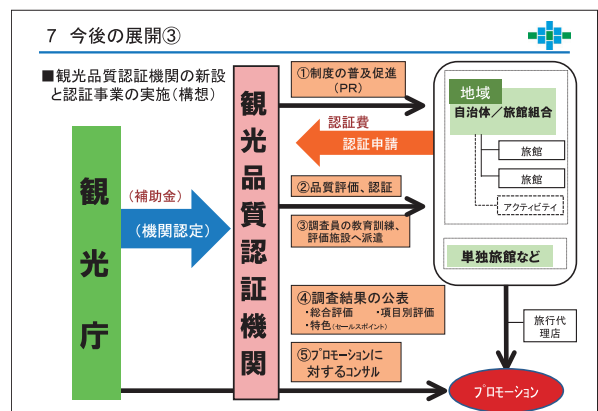 7 今後の展開③
■観光品質認証機関の新設
と認証事業の実施(構想)
観光庁
(補助金)
(機関認定)
観光品質認証機関
①制度の普及促進
(PR)
認証費
認証申請
②品質評価、認証
③調査員の教育訓練、
評価施設へ派遣
④調査結果の公表
・総合評価 ・項目別評価
・特色(セールスポイント)
⑤プロモーションに
対するコンサル
地域
自治体／旅館組合
旅館
旅館
アクティビティ
単独旅館など
旅行代
理店
プロモーション